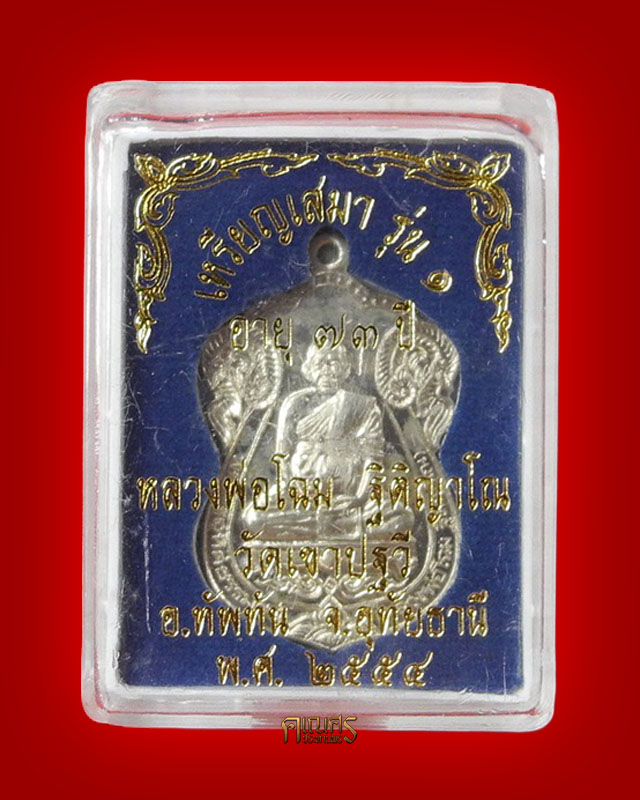 เหรียญเสมา รุ่น ๑
อายุ ๗๓ ปี
หลวงพ่อโฉม ฐิติญาโณ
วัดเขาปฐวี
อ.ทัพทัน จ.อุทัยธานี
พ.ศ. ๒๕๕๔